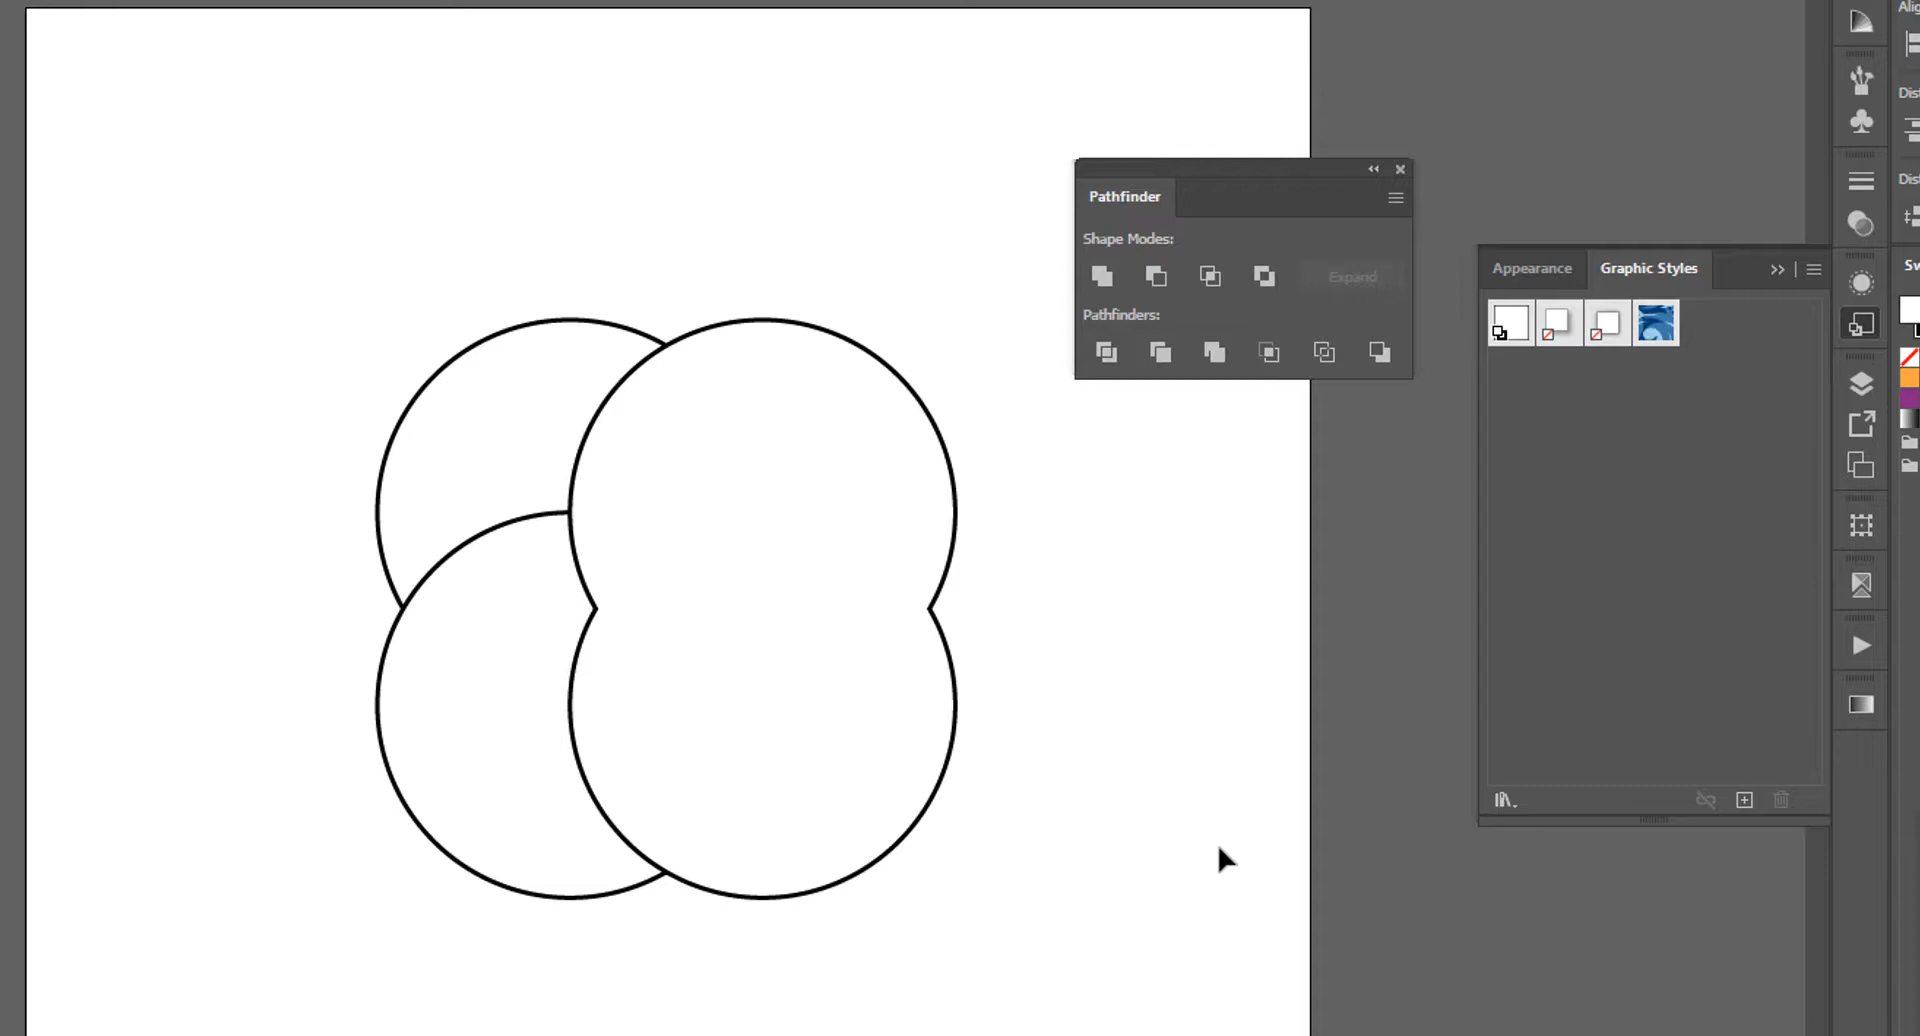 Pathfinder
Shape Modes:
Expand
Pathfinders:
Appearance
Graphic Styles